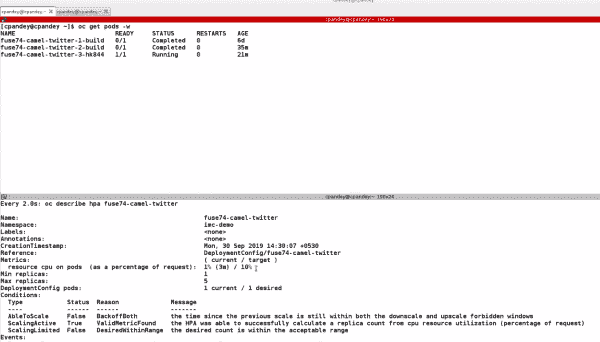 cpandey@cpandey:~ cpandey@cpandey:~
cpandey@cpandey:~
[cpandey@cpandey ~]$ oc get pods -w
NAME READY STATUS RESTARTS AGE
fuse74-camel-twitter-1-build 0/1 Completed 0 6d
fuse74-camel-twitter-2-build 0/1 Completed 0 35m
fuse74-camel-twitter-3-hk844 1/1 Running 0 21m
cpandey@cpandey:~ 190x24
Every 2.0s: oc describe hpa fuse74-camel-twitter
Name: fuse74-camel-twitter
Namespace: imc-demo
Labels: <none>
Annotations: <none>
CreationTimestamp: Mon, 30 Sep 2019 14:30:07 +0530
Reference: DeploymentConfig/fuse74-camel-twitter
Metrics: ( current / target )
resource cpu on pods (as a percentage of request): 1% (3m) / 10%
Min replicas: 1
Max replicas: 5
DeploymentConfig pods: 1 current / 1 desired
Conditions:
Type Status Reason Message
---- ------ ------ -------
AbleToScale False BackoffBoth the time since the previous scale is still within both the downscale and upscale forbidden windows
ScalingActive True ValidMetricFound the HPA was able to successfully calculate a replica count from cpu resource utilization (percentage of request)
ScalingLimited False DesiredWithinRange the desired count is within the acceptable range
Events: